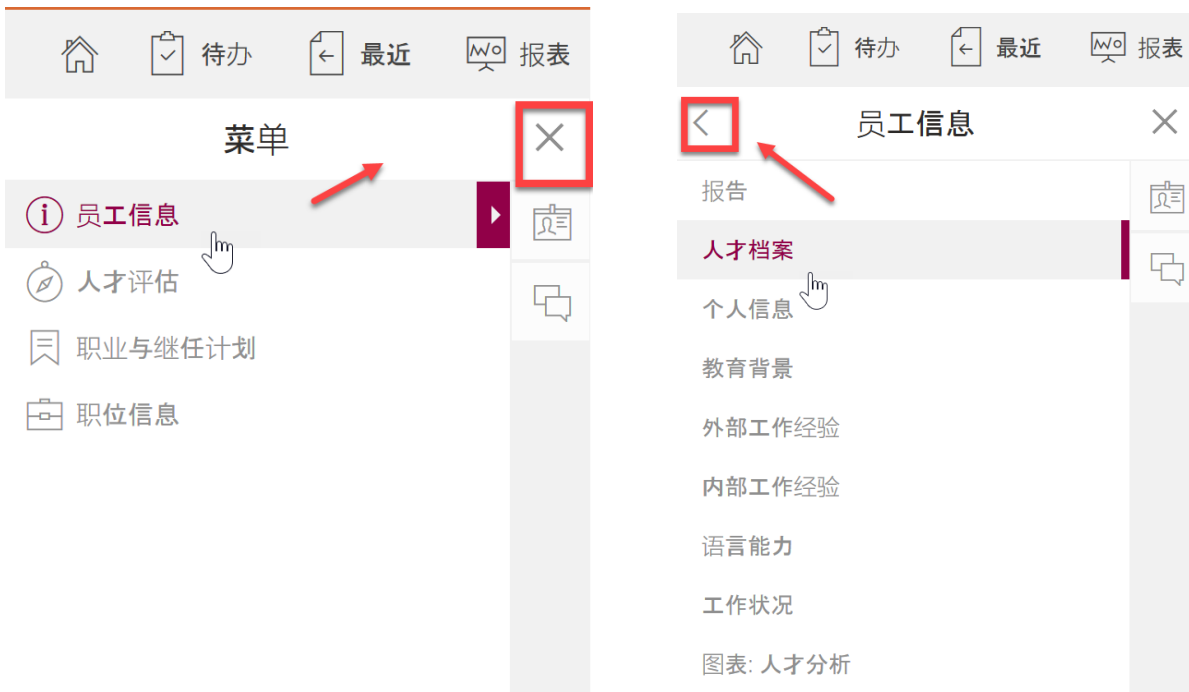 待办 最近 报表
菜单
员工信息
人才评估
职业与继任计划
职位信息
待办 最近 报表
员工信息
报告
人才档案
个人信息
教育背景
外部工作经验
内部工作经验
语言能力
工作状况
图表: 人才分析